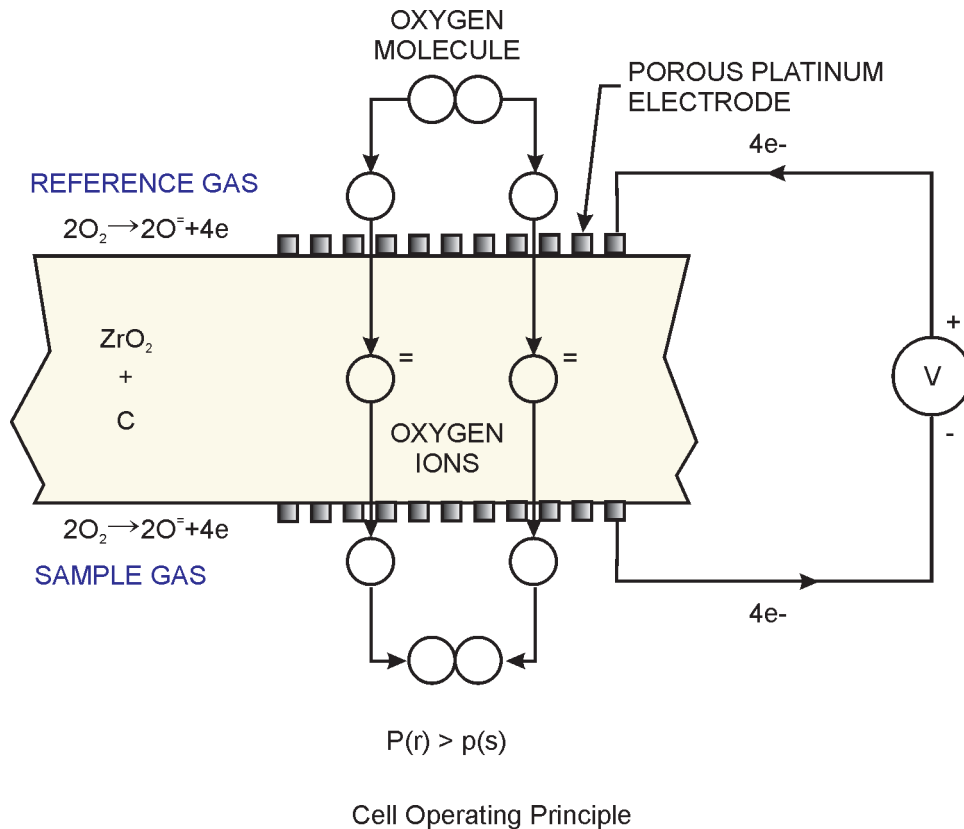 OXYGEN
MOLECULE
POROUS PLATINUM
ELECTRODE
4e-
REFERENCE GAS
2O₂→2O⁼+4e
ZrO₂
+
C
=
=
+
V
-
OXYGEN
IONS
2O₂→2O⁼+4e
SAMPLE GAS
4e-
P(r) > p(s)
Cell Operating Principle